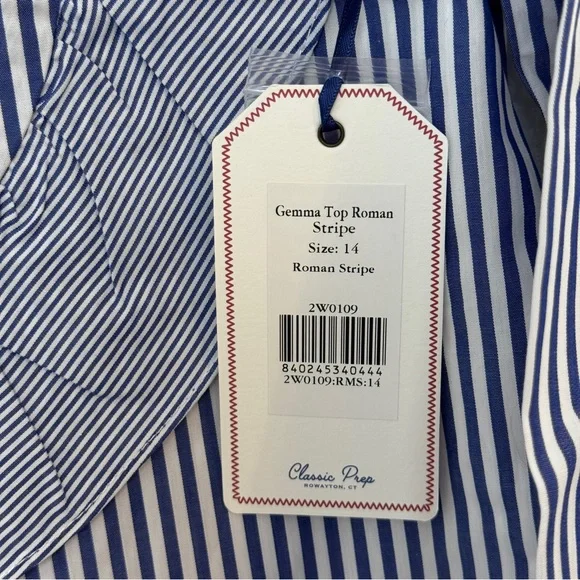 Gemma Top Roman
Stripe
Size: 14
Roman Stripe
2W0109
840245340444
2W0109:RMS:14
Classic Prep
ROWAYTON, CT